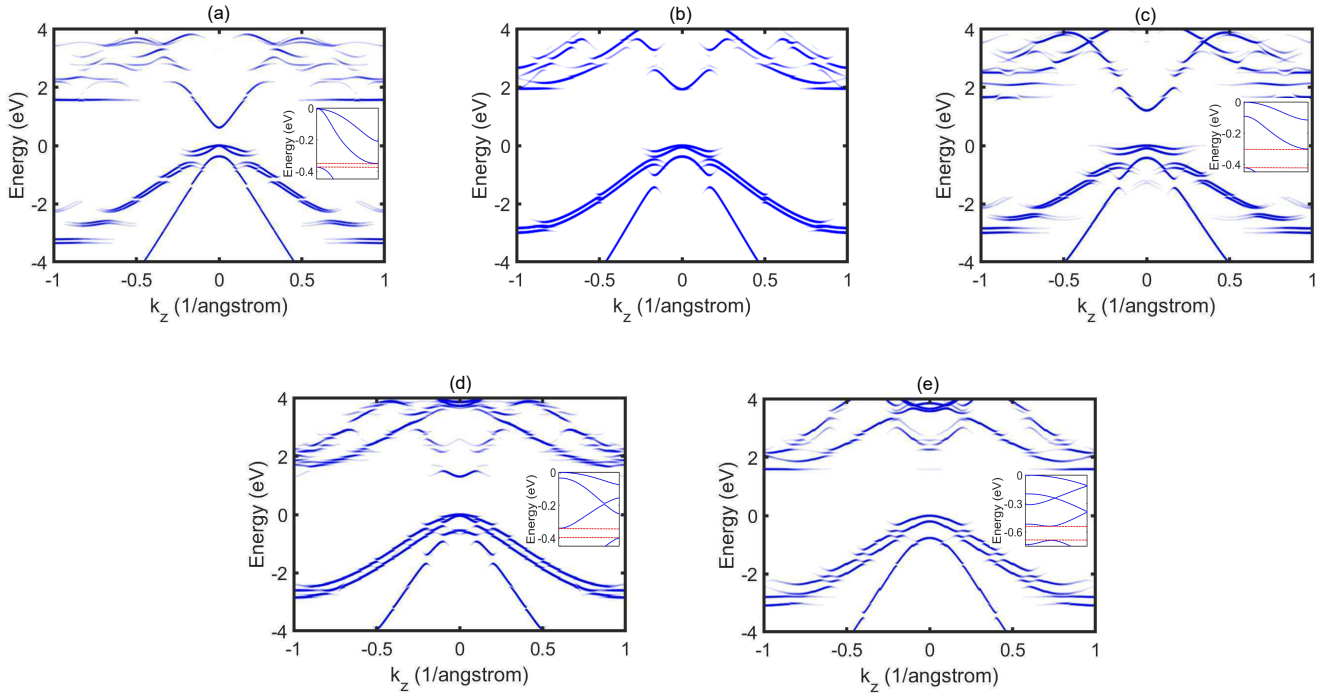 (a)
4
2
0
-2
-4
Energy (eV)
-1 -0.5 0 0.5 1
k_z (1/angstrom)
0
-0.2
-0.4
Energy (eV)
(b)
4
2
0
-2
-4
Energy (eV)
-1 -0.5 0 0.5 1
k_z (1/angstrom)
(c)
4
2
0
-2
-4
Energy (eV)
-1 -0.5 0 0.5 1
k_z (1/angstrom)
0
-0.2
-0.4
Energy (eV)
(d)
4
2
0
-2
-4
Energy (eV)
-1 -0.5 0 0.5 1
k_z (1/angstrom)
0
-0.2
-0.4
Energy (eV)
(e)
4
2
0
-2
-4
Energy (eV)
-1 -0.5 0 0.5 1
k_z (1/angstrom)
0
-0.3
-0.6
Energy (eV)